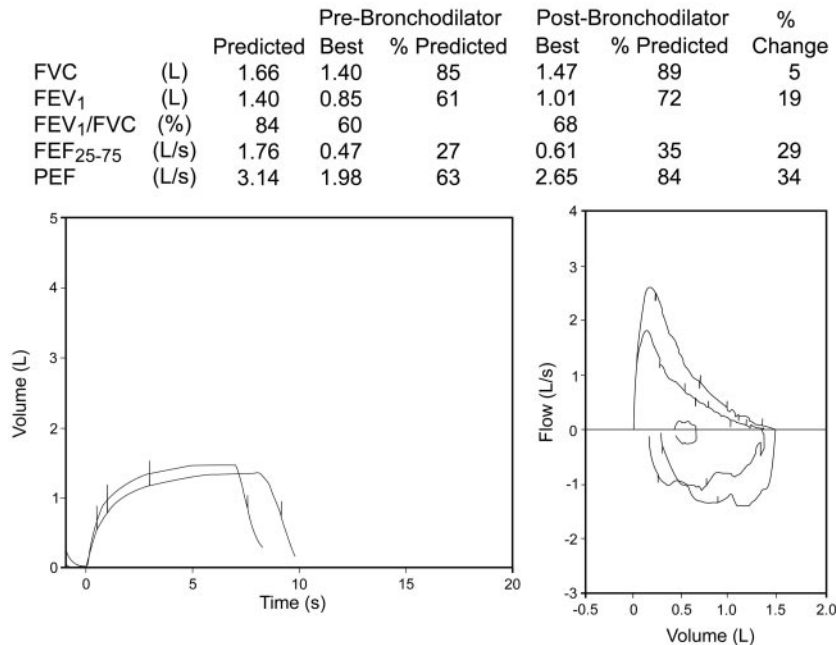 Pre-Bronchodilator Post-Bronchodilator %
Predicted Best % Predicted Best % Predicted Change
FVC (L) 1.66 1.40 85 1.47 89 5
FEV1 (L) 1.40 0.85 61 1.01 72 19
FEV1/FVC (%) 84 60 68
FEF25-75 (L/s) 1.76 0.47 27 0.61 35 29
PEF (L/s) 3.14 1.98 63 2.65 84 34
5
4
3
2
1
0
Volume (L)
0 5 10 15 20
Time (s)
4
3
2
1
0
-1
-2
-3
Flow (L/s)
-0.5 0 0.5 1.0 1.5 2.0
Volume (L)